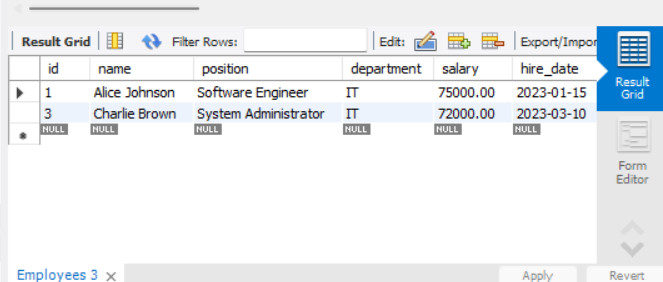 Result Grid Filter Rows: Edit: Export/Impor
id name position department salary hire_date
1 Alice Johnson Software Engineer IT 75000.00 2023-01-15
3 Charlie Brown System Administrator IT 72000.00 2023-03-10
NULL NULL NULL NULL NULL NULL
Result
Grid
Form
Editor
Employees 3 Apply Revert